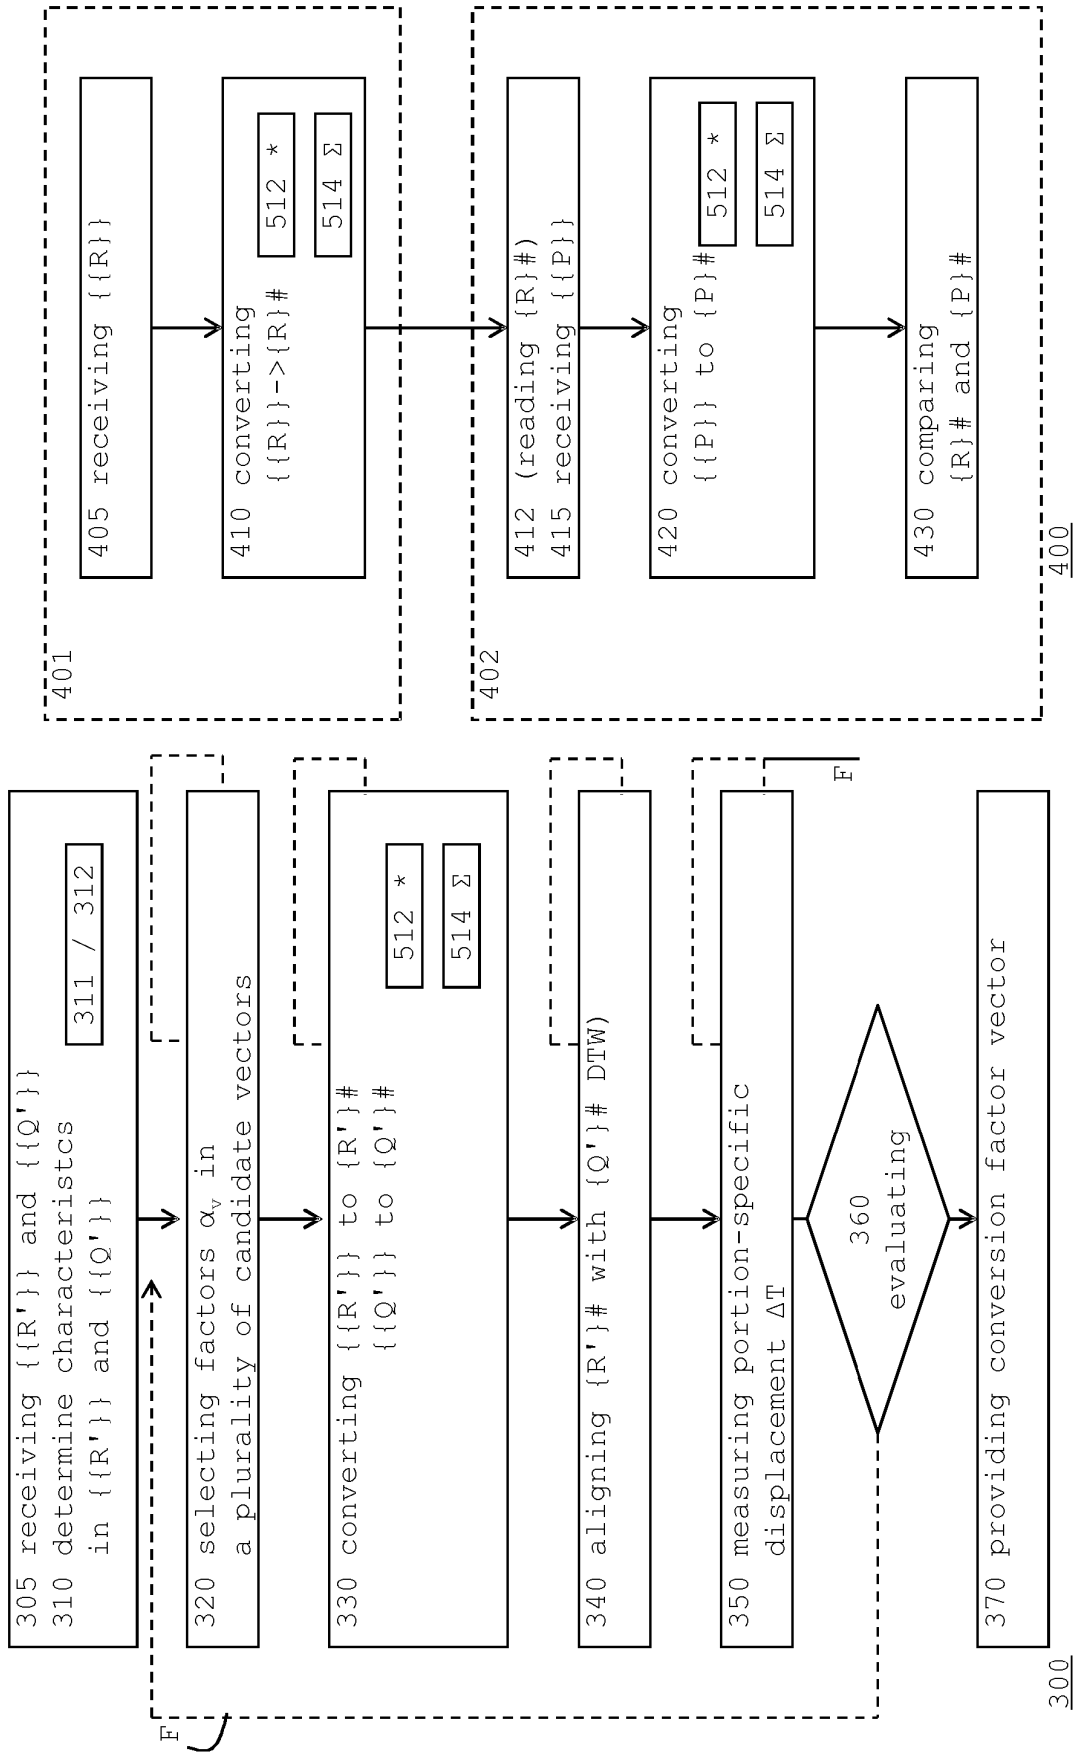 305 receiving {{R'}} and {{Q'}}
310 determine characteristcs
in {{R'}} and {{Q'}}
311 / 312
320 selecting factors αv in
a plurality of candidate vectors
330 converting {{R'}} to {R'}#
{{Q'}} to {Q'}#
512 *
514 Σ
340 aligning {R'}# with {Q'}# DTW)
350 measuring portion-specific
displacement ΔT
F
F
360
evaluating
370 providing conversion factor vector
300
401
405 receiving {{R}}
410 converting
{{R}}->{R}#
512 *
514 Σ
402
412 (reading {R}#)
415 receiving {{P}}
420 converting
{{P}} to {P}#
512 *
514 Σ
430 comparing
{R}# and {P}#
400